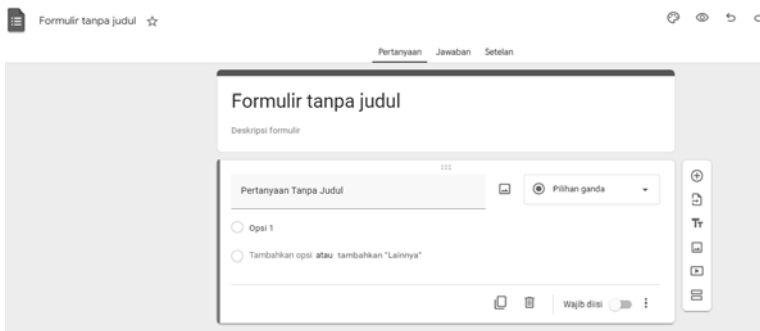 Formulir tanpa judul
Pertanyaan Jawaban Setelan
Formulir tanpa judul
Deskripsi formulir
Pertanyaan Tanpa Judul
Pilihan ganda
Opsi 1
Tambahkan opsi atau tambahkan "Lainnya"
Wajib diisi
Tт